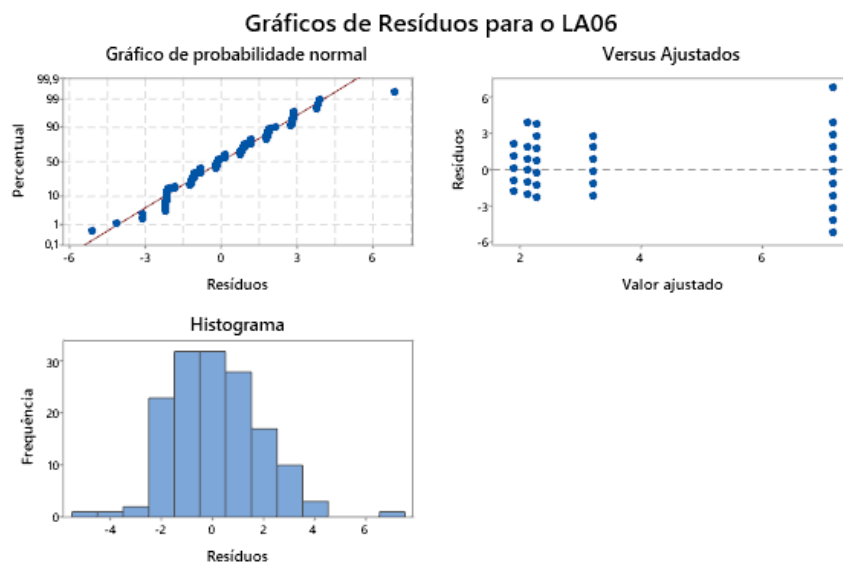 Gráficos de Resíduos para o LA06
Gráfico de probabilidade normal
99,9
99
90
50
10
1
0,1
Percentual
-6 -3 0 3 6
Resíduos
Versus Ajustados
6
3
0
-3
-6
Resíduos
2 4 6
Valor ajustado
Histograma
30
20
10
0
Frequência
-4 -2 0 2 4 6
Resíduos